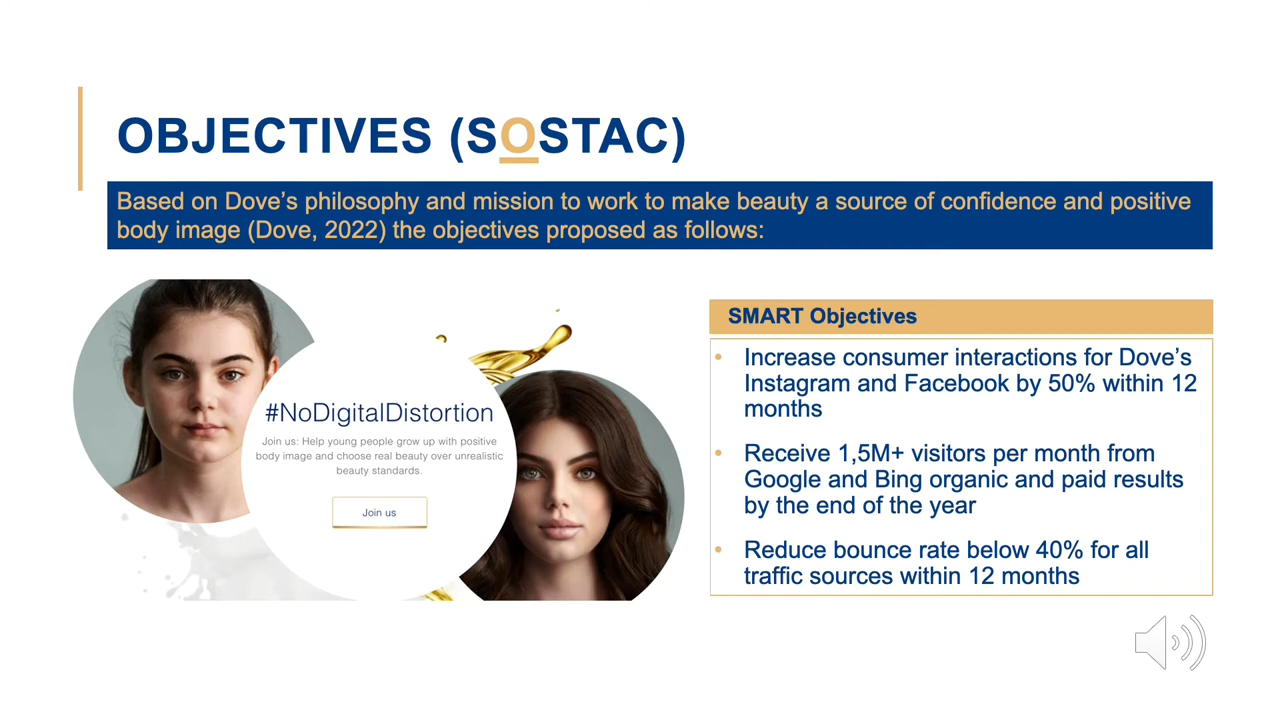 OBJECTIVES (SOSTAC)
Based on Dove’s philosophy and mission to work to make beauty a source of confidence and positive
body image (Dove, 2022) the objectives proposed as follows:
#NoDigitalDistortion
Join us: Help young people grow up with positive
body image and choose real beauty over unrealistic
beauty standards.
Join us
SMART Objectives
• Increase consumer interactions for Dove’s
Instagram and Facebook by 50% within 12
months
• Receive 1,5M+ visitors per month from
Google and Bing organic and paid results
by the end of the year
• Reduce bounce rate below 40% for all
traffic sources within 12 months